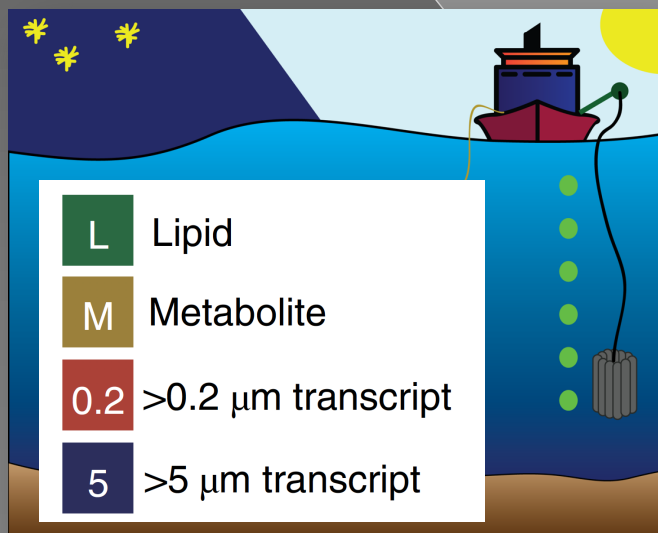 L Lipid
M Metabolite
0.2 >0.2 μm transcript
5 >5 μm transcript